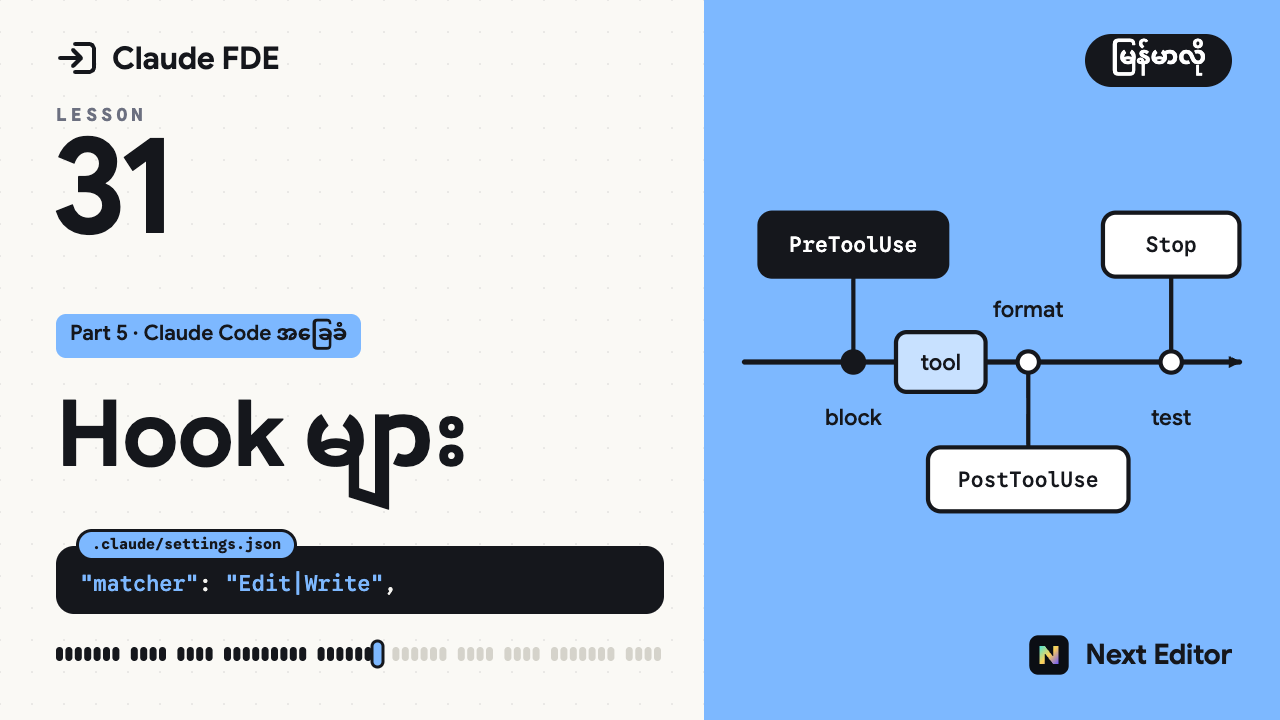 Claude FDE
LESSON
31
Part 5 · Claude Code အခြေခံ
Hook များ
.claude/settings.json
"matcher": "Edit|Write",
မြန်မာလို
PreToolUse
Stop
format
tool
block
test
PostToolUse
N
Next Editor